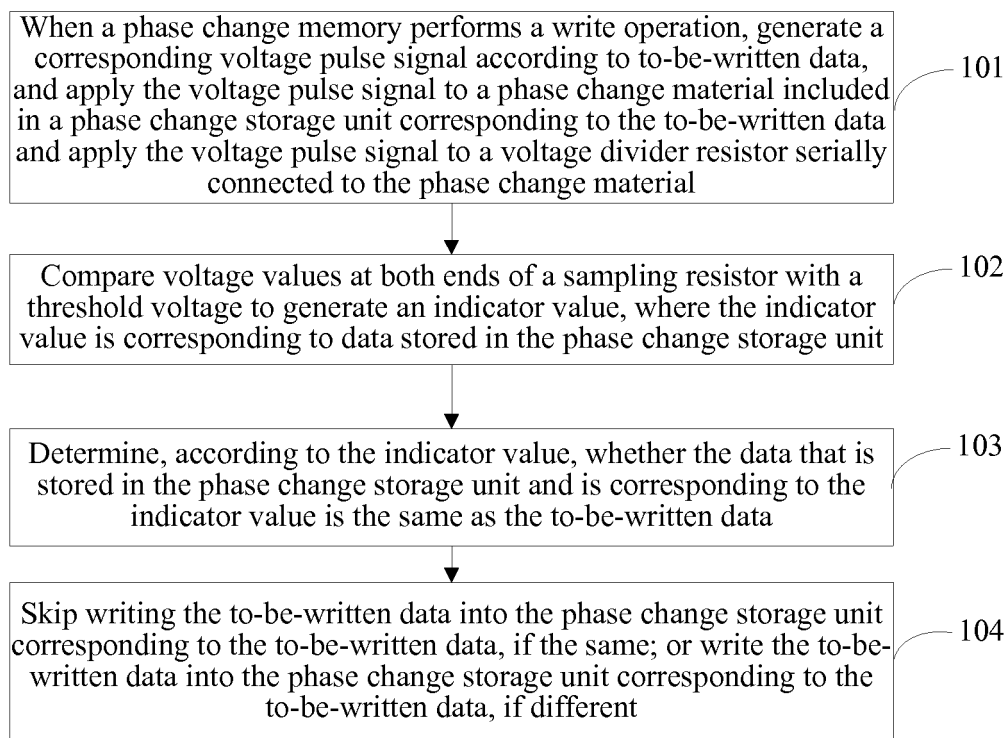 When a phase change memory performs a write operation, generate a
corresponding voltage pulse signal according to to-be-written data,
and apply the voltage pulse signal to a phase change material included
in a phase change storage unit corresponding to the to-be-written data
and apply the voltage pulse signal to a voltage divider resistor serially
connected to the phase change material
101
Compare voltage values at both ends of a sampling resistor with a
threshold voltage to generate an indicator value, where the indicator
value is corresponding to data stored in the phase change storage unit
102
Determine, according to the indicator value, whether the data that is
stored in the phase change storage unit and is corresponding to the
indicator value is the same as the to-be-written data
103
Skip writing the to-be-written data into the phase change storage unit
corresponding to the to-be-written data, if the same; or write the to-be-
written data into the phase change storage unit corresponding to the
to-be-written data, if different
104